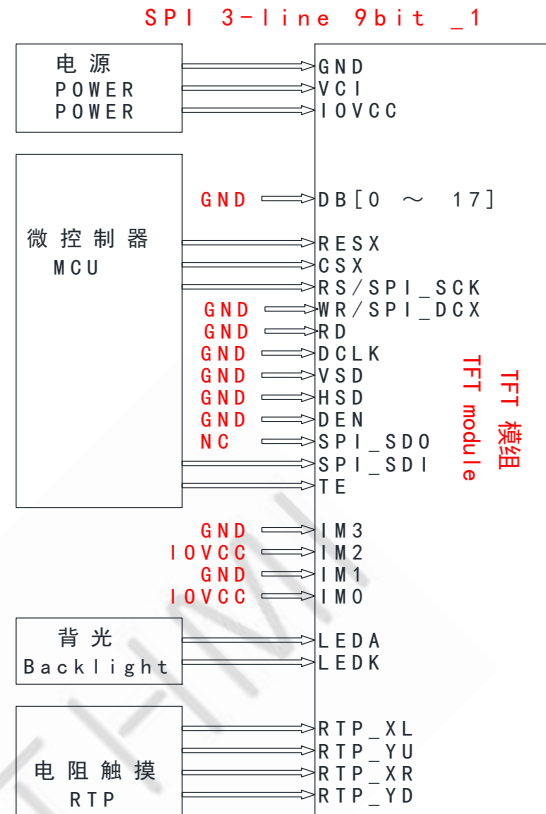 SPI 3-line 9bit _1
电源
POWER
POWER
GND
VCI
IOVCC
微控制器
MCU
GND
DB[0 ～ 17]
RESX
CSX
RS/SPI_SCK
GND
WR/SPI_DCX
GND
RD
GND
DCLK
GND
VSD
GND
HSD
GND
DEN
NC
SPI_SDO
SPI_SDI
TE
TFT 模组
TFT module
GND
IM3
IOVCC
IM2
GND
IM1
IOVCC
IM0
背光
Backlight
LEDA
LEDK
电阻触摸
RTP
RTP_XL
RTP_YU
RTP_XR
RTP_YD
THMI